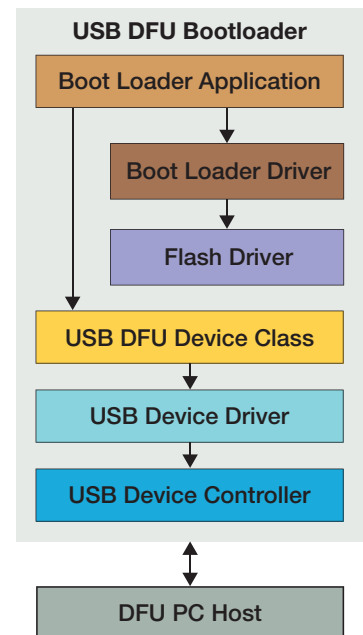 USB DFU Bootloader
Boot Loader Application
Boot Loader Driver
Flash Driver
USB DFU Device Class
USB Device Driver
USB Device Controller
DFU PC Host